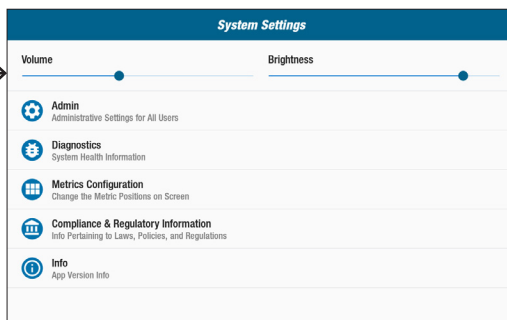 System Settings
Volume
Brightness
Admin
Administrative Settings for All Users
Diagnostics
System Health Information
Metrics Configuration
Change the Metric Positions on Screen
Compliance & Regulatory Information
Info Pertaining to Laws, Policies, and Regulations
Info
App Version Info